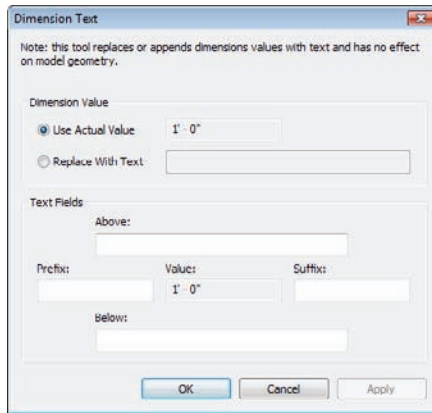 Dimension Text
Note: this tool replaces or appends dimensions values with text and has no effect
on model geometry.
Dimension Value
Use Actual Value 1' - 0"
Replace With Text
Text Fields
Above:
Prefix: Value: Suffix:
1' - 0"
Below:
OK Cancel Apply